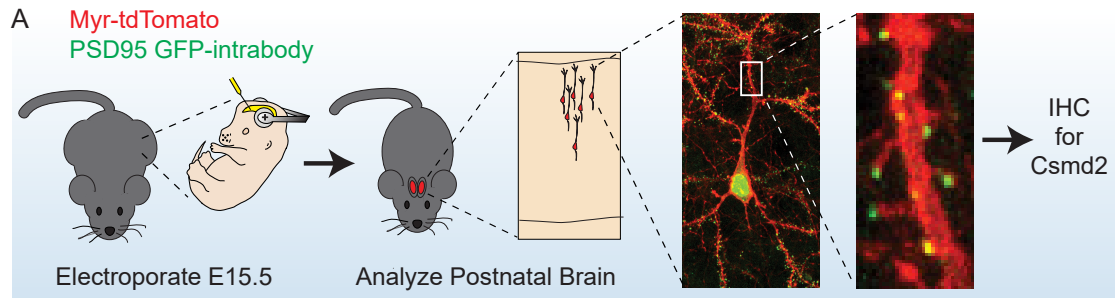 A
Myr-tdTomato
PSD95 GFP-intrabody
+
Electroporate E15.5
Analyze Postnatal Brain
IHC
for
Csmd2